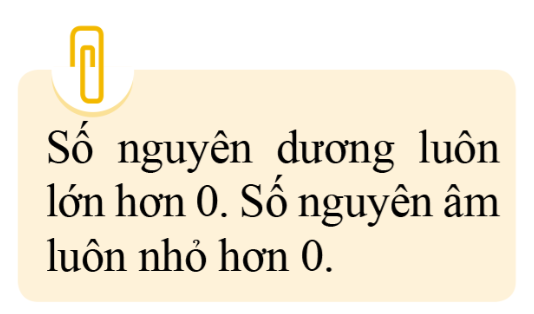 Số nguyên dương luôn
lớn hơn 0. Số nguyên âm
luôn nhỏ hơn 0.